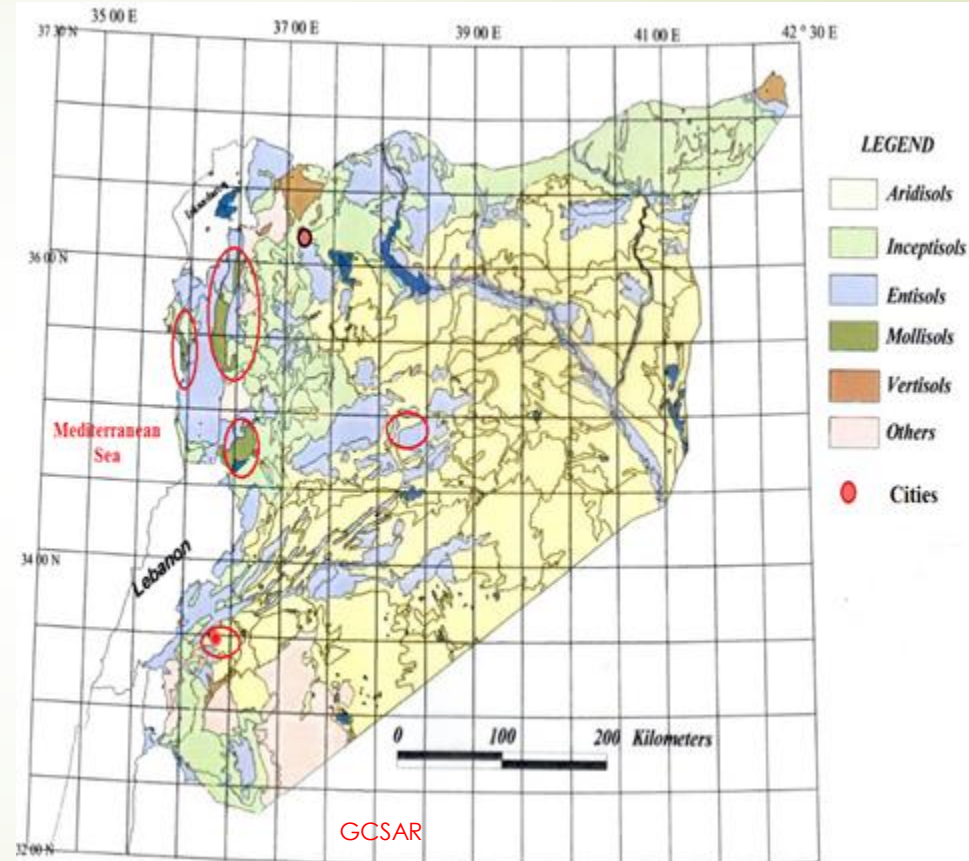 35 00 E
37 00 E
39 00 E
41 00 E
42 ° 30 E
37 30 N
LEGEND
Aridisols
Inceptisols
Entisols
Mollisols
Vertisols
Others
Cities
36 00 N
Mediterranean
Sea
34 00 N
Lebanon
0 100 200 Kilometers
GCSAR
32 00 N